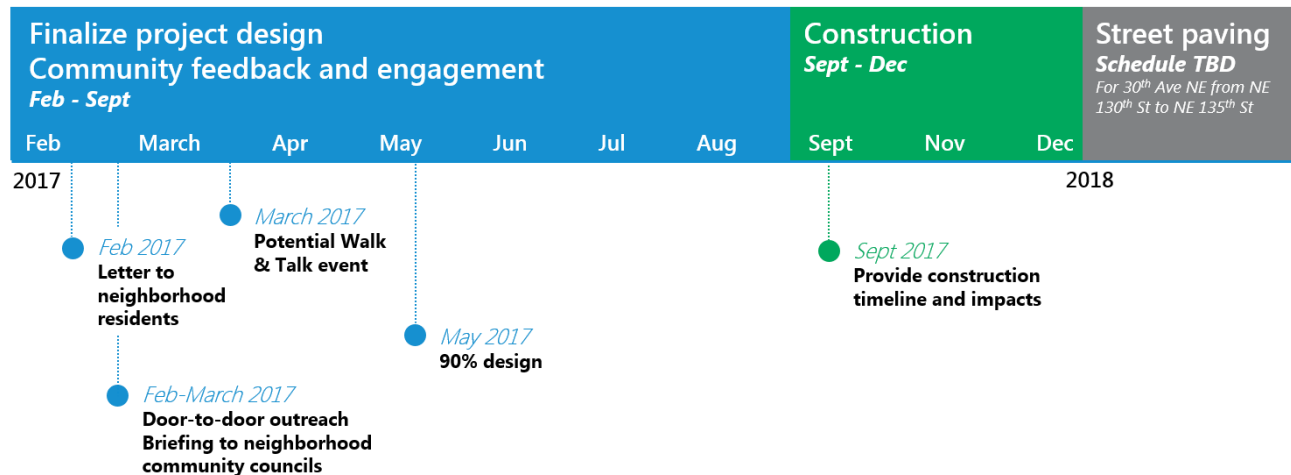 Finalize project design
Community feedback and engagement
Feb - Sept
Construction
Sept - Dec
Street paving
Schedule TBD
For 30th Ave NE from NE
130th St to NE 135th St
Feb March Apr May Jun Jul Aug Sept Nov Dec
2017 2018
Feb 2017
Letter to
neighborhood
residents
Feb-March 2017
Door-to-door outreach
Briefing to neighborhood
community councils
March 2017
Potential Walk
& Talk event
May 2017
90% design
Sept 2017
Provide construction
timeline and impacts